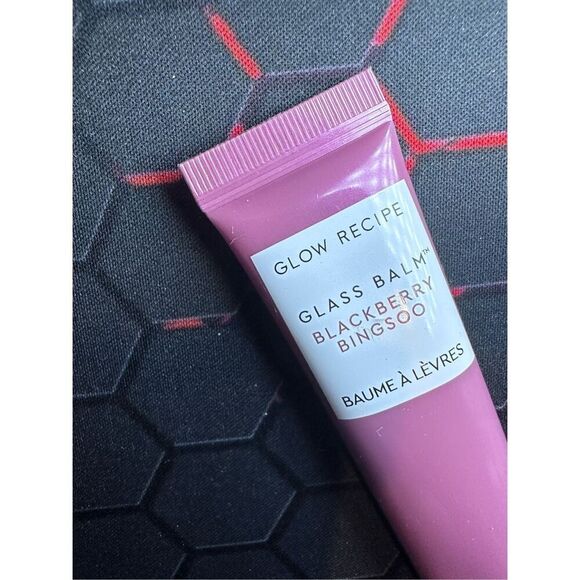 GLOW RECIPE
GLASS BALM™
BLACKBERRY
BINGSOO
BAUME À LÈVRES